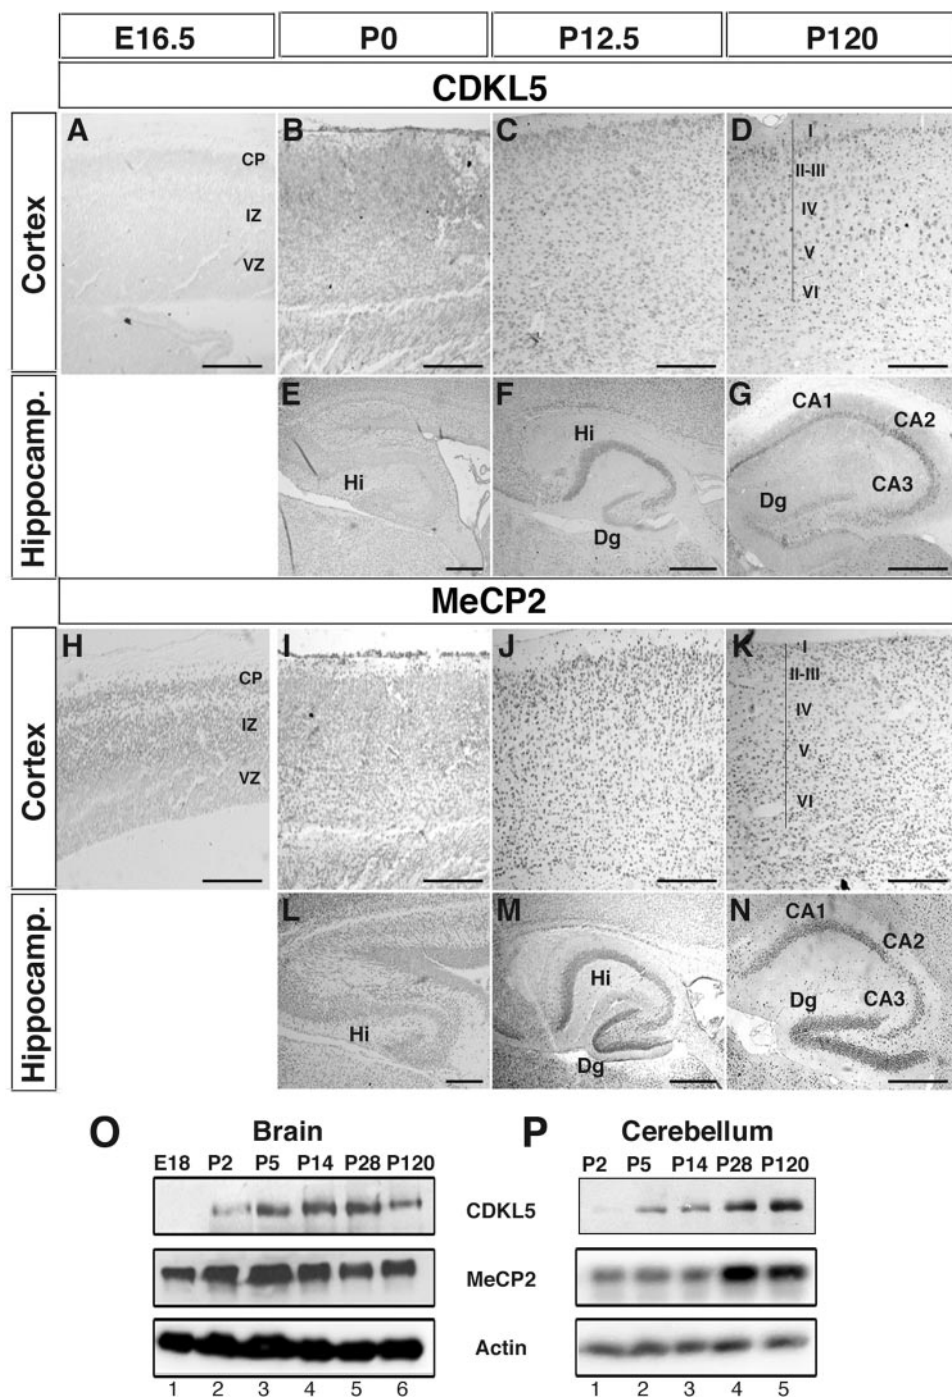 E16.5 P0 P12.5 P120
CDKL5
Cortex
A B C D
CP
IZ
VZ
I
II-III
IV
V
VI
Hippocamp.
E F G
Hi
Hi
Dg
CA1
CA2
CA3
Dg
MeCP2
Cortex
H I J K
CP
IZ
VZ
I
II-III
IV
V
VI
Hippocamp.
L M N
Hi
Hi
Dg
CA1
CA2
CA3
Dg
O Brain P Cerebellum
E18 P2 P5 P14 P28 P120 P2 P5 P14 P28 P120
CDKL5
MeCP2
Actin
1 2 3 4 5 6 1 2 3 4 5